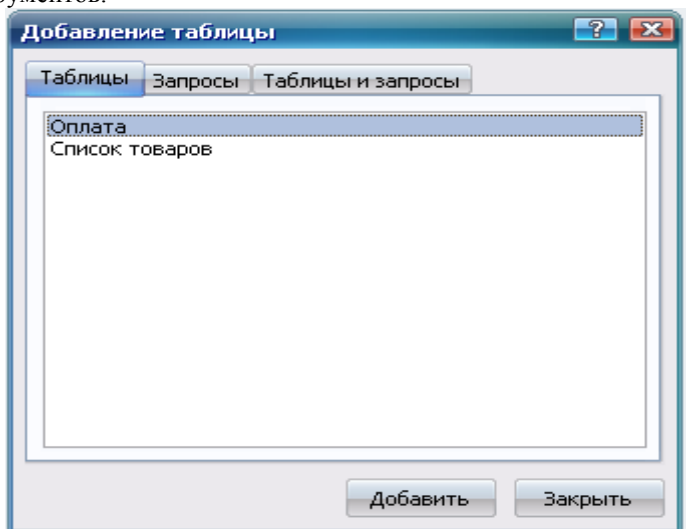 Добавление таблицы
Таблицы Запросы Таблицы и запросы
Оплата
Список товаров
Добавить Закрыть